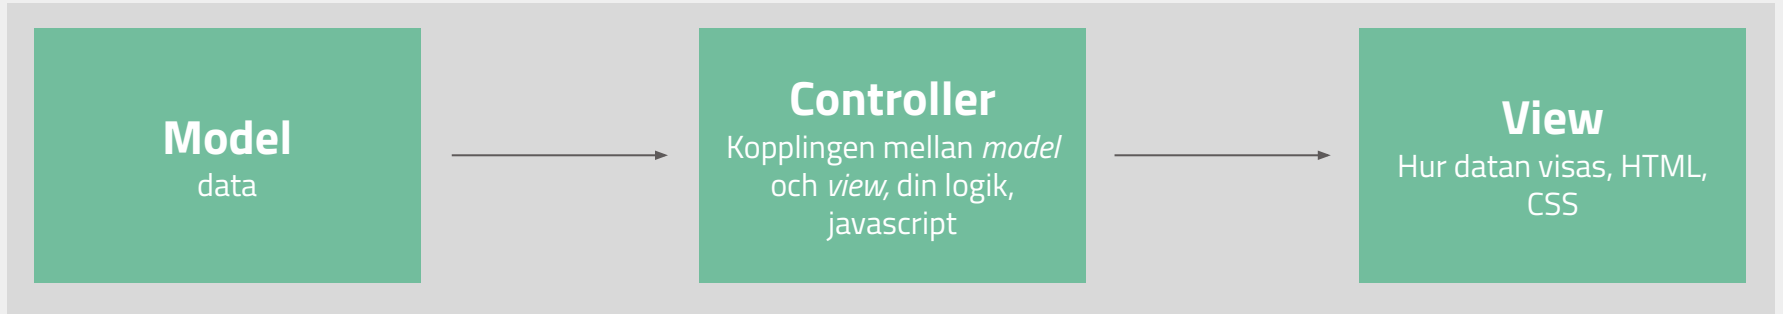 Model
data
Controller
Kopplingen mellan model
och view, din logik,
javascript
View
Hur datan visas, HTML,
CSS